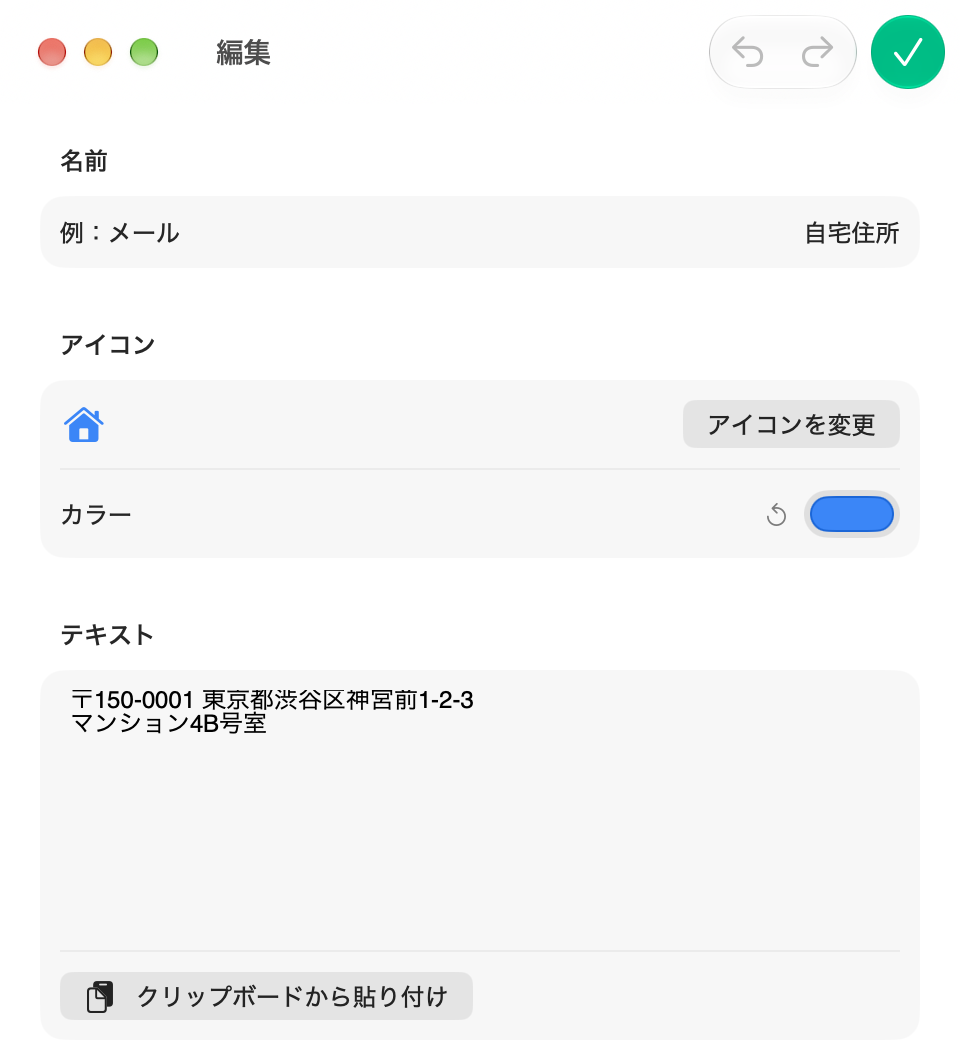 編集
名前
例：メール 自宅住所
アイコン
アイコンを変更
カラー
テキスト
〒150-0001 東京都渋谷区神宮前1-2-3
マンション4B号室
クリップボードから貼り付け